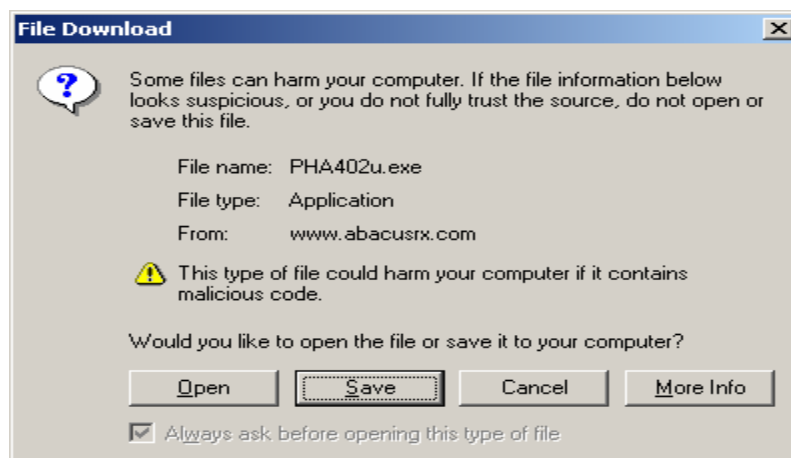 File Download
Some files can harm your computer. If the file information below
looks suspicious, or you do not fully trust the source, do not open or
save this file.
File name: PHA402u.exe
File type: Application
From: www.abacusrx.com
This type of file could harm your computer if it contains
malicious code.
Would you like to open the file or save it to your computer?
Open Save Cancel More Info
Always ask before opening this type of file